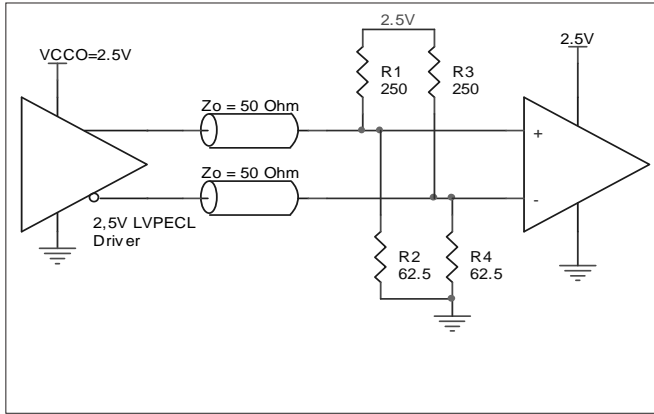 2.5V
VCCO=2.5V
2.5V
R1
250
R3
250
Zo = 50 Ohm
+
Zo = 50 Ohm
-
2,5V LVPECL
Driver
R2
62.5
R4
62.5